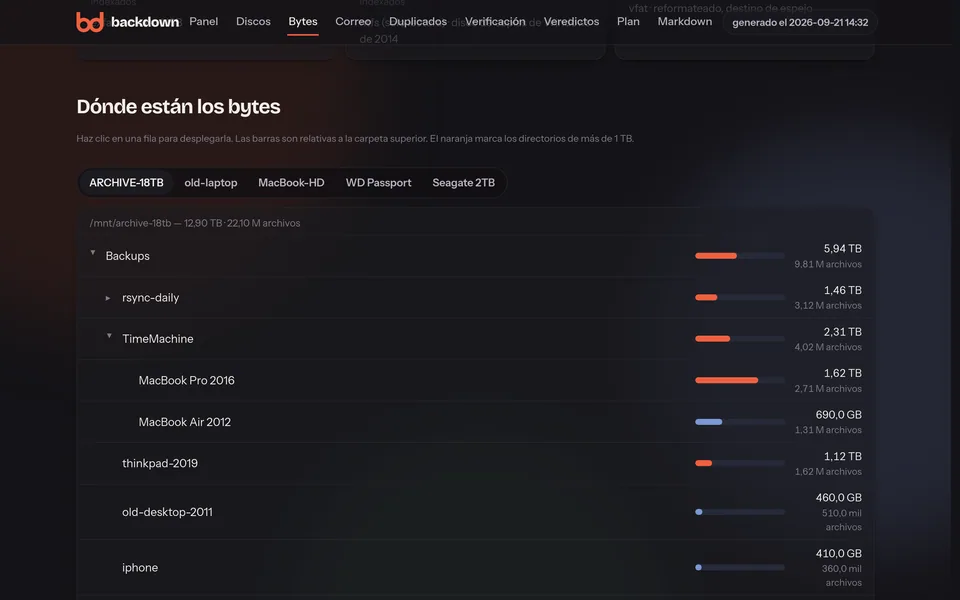 indexados
indexados
vfat · reformateado, destino de espejo
backdown
Panel
Discos
Bytes
Correo
Duplicados
Verificación
Veredictos
Plan
Markdown
generado el 2026-09-21 14:32
de 2014
Dónde están los bytes
Haz clic en una fila para desplegarla. Las barras son relativas a la carpeta superior. El naranja marca los directorios de más de 1 TB.
ARCHIVE-18TB
old-laptop
MacBook-HD
WD Passport
Seagate 2TB
/mnt/archive-18tb — 12,90 TB · 22,10 M archivos
Backups
5,94 TB
9,81 M archivos
rsync-daily
1,46 TB
3,12 M archivos
TimeMachine
2,31 TB
4,02 M archivos
MacBook Pro 2016
1,62 TB
2,71 M archivos
MacBook Air 2012
690,0 GB
1,31 M archivos
thinkpad-2019
1,12 TB
1,62 M archivos
old-desktop-2011
460,0 GB
510,0 mil
archivos
iphone
410,0 GB
360,0 mil
archivos